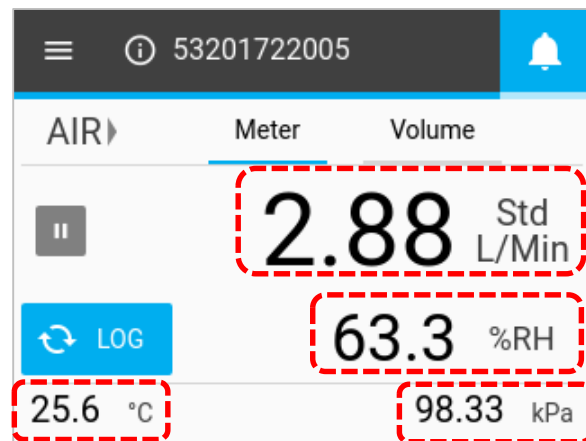 53201722005
AIR Meter Volume
2.88 Std L/Min
LOG 63.3 %RH
25.6 °C 98.33 kPa